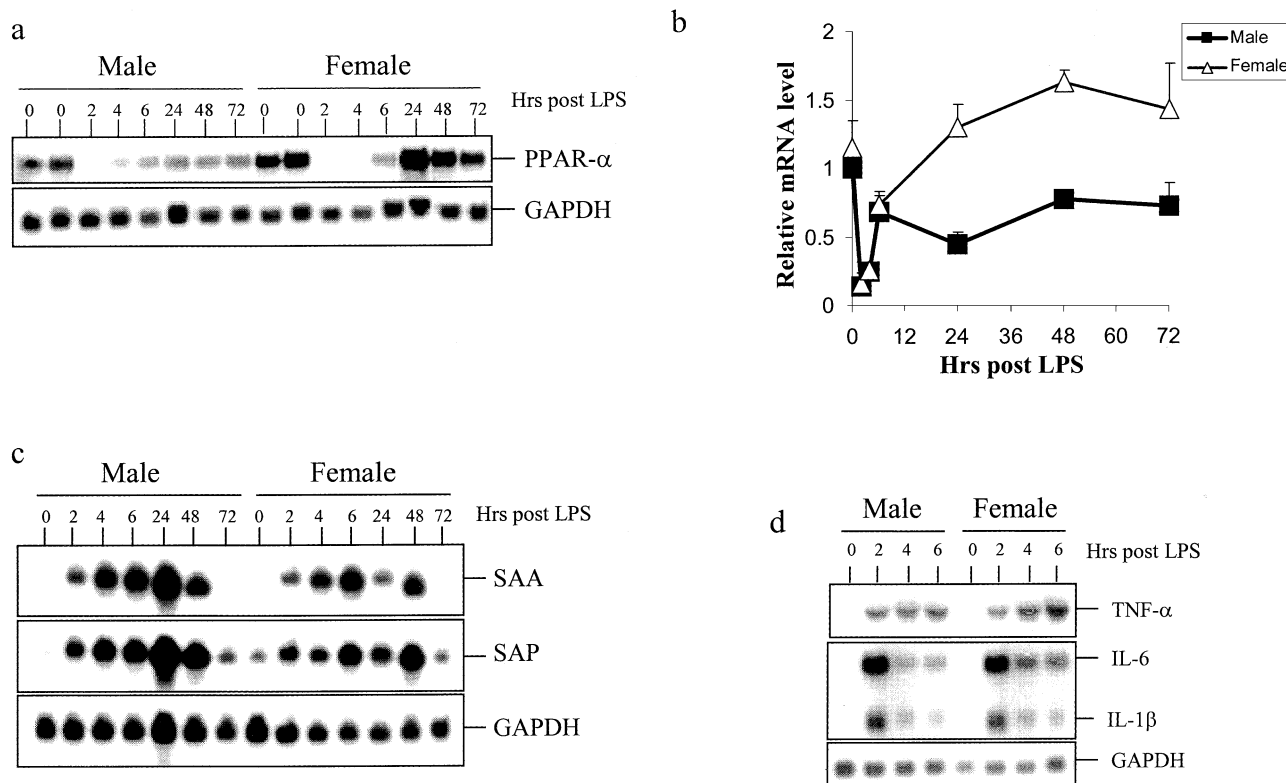 a
Male Female
0 0 2 4 6 24 48 72 0 0 2 4 6 24 48 72 Hrs post LPS
PPAR-α
GAPDH
b
Male
Female
2
1.5
1
0.5
0
Relative mRNA level
0 12 24 36 48 60 72
Hrs post LPS
c
Male Female
0 2 4 6 24 48 72 0 2 4 6 24 48 72 Hrs post LPS
SAA
SAP
GAPDH
d
Male Female
0 2 4 6 0 2 4 6 Hrs post LPS
TNF-α
IL-6
IL-1β
GAPDH